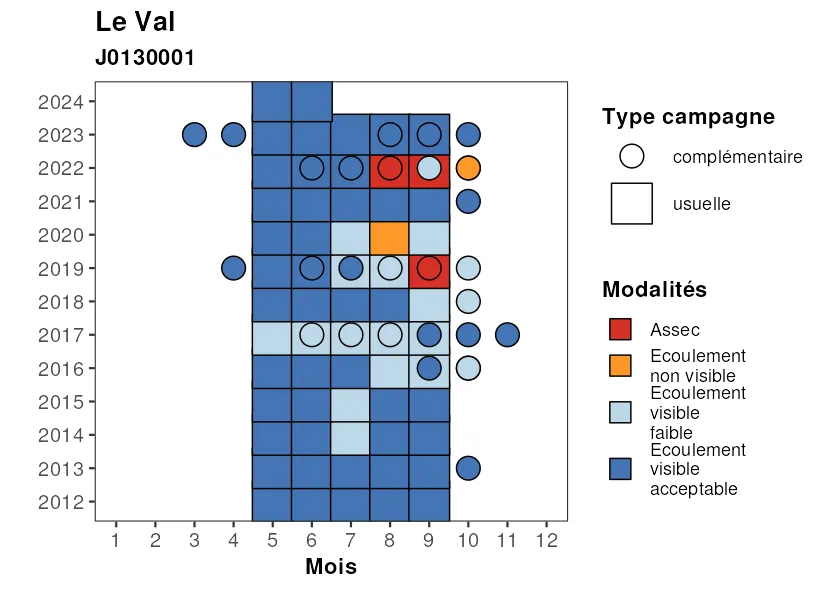 Le Val
J0130001
2024
2023
2022
2021
2020
2019
2018
2017
2016
2015
2014
2013
2012
1 2 3 4 5 6 7 8 9 10 11 12
Mois
Type campagne
complémentaire
usuelle
Modalités
Assec
Ecoulement
non visible
Ecoulement
visible
faible
Ecoulement
visible
acceptable